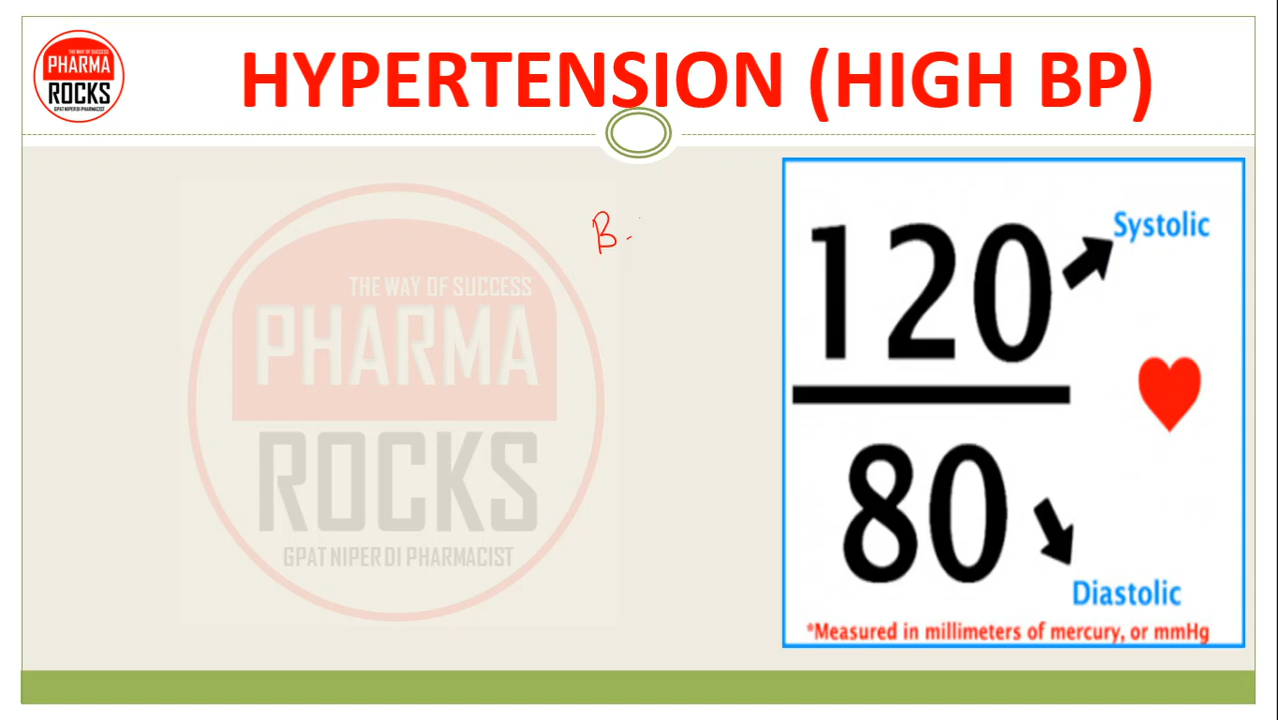 THE WAY OF SUCCESS
PHARMA
ROCKS
GPAT NIPER DI PHARMACIST
HYPERTENSION (HIGH BP)
THE WAY OF SUCCESS
PHARMA
ROCKS
GPAT NIPER DI PHARMACIST
B.
120
Systolic
80
Diastolic
*Measured in millimeters of mercury, or mmHg